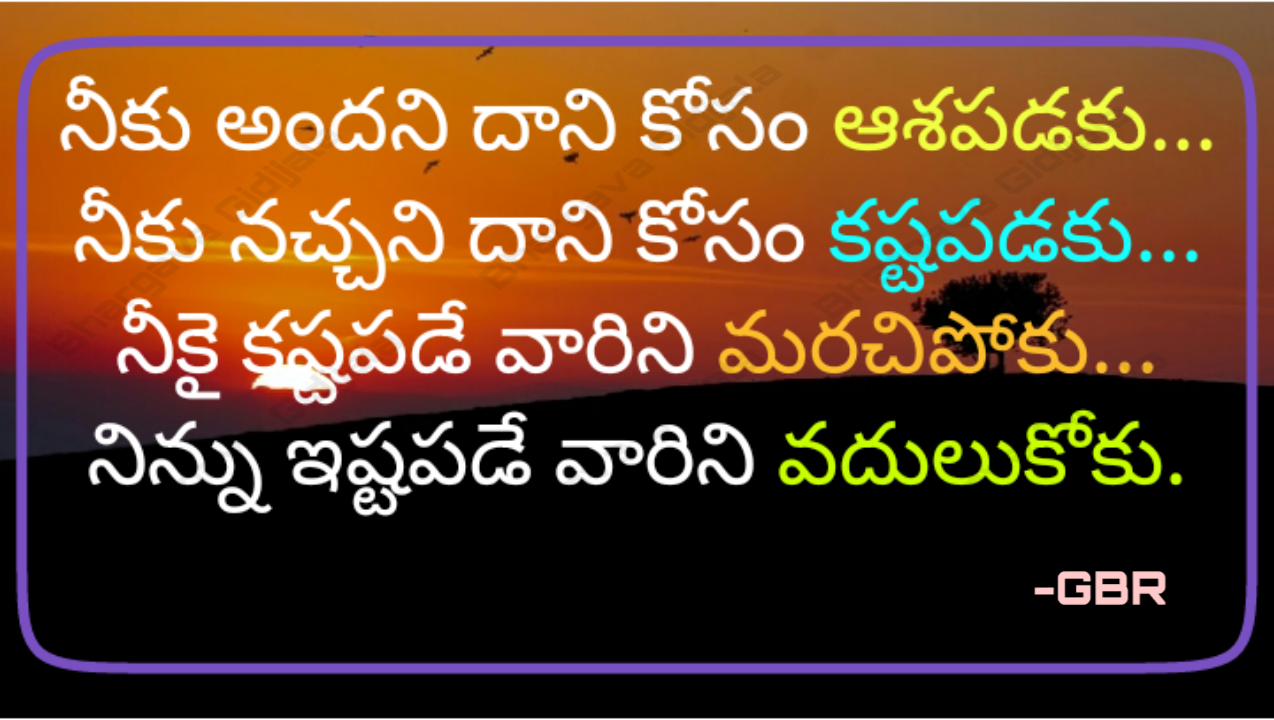 నీకు అందని దాని కోసం ఆశపడకు...
నీకు నచ్చని దాని కోసం కష్టపడకు...
నీకై కష్టపడే వారిని మరచిపోకు...
నిన్ను ఇష్టపడే వారిని వదులుకోకు.
-GBR